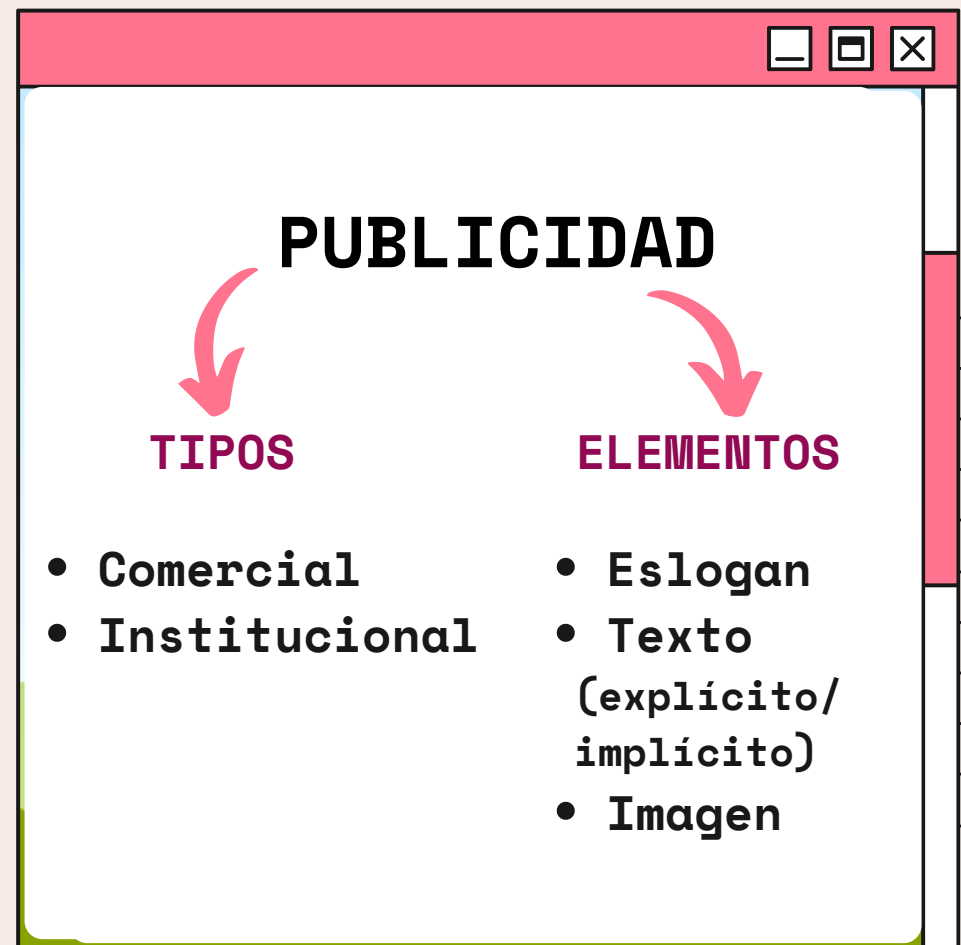 PUBLICIDAD
TIPOS
• Comercial
• Institucional
ELEMENTOS
• Eslogan
• Texto
(explícito/
implícito)
• Imagen